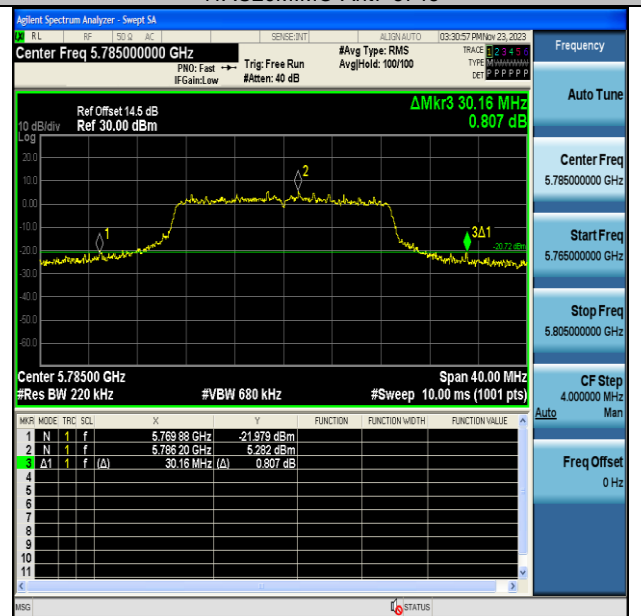 Agilent Spectrum Analyzer - Swept SA
RL RF 50 Ω AC SENSE:INT ALIGN AUTO 03:30:57 PM Nov 23, 2023
Center Freq 5.785000000 GHz
PNO: Fast
IFGain:Low
Trig: Free Run
#Atten: 40 dB
#Avg Type: RMS
Avg|Hold: 100/100
TRACE 1 2 3 4 5 6
TYPE M W W W W W
DET P P P P P P
Ref Offset 14.5 dB
Ref 30.00 dBm
10 dB/div
Log
ΔMkr3 30.16 MHz
0.807 dB
20.0
10.0
0.00
-10.0
-20.0
-30.0
-40.0
-50.0
-60.0
1
2
3Δ1
-20.72 dBm
Center 5.78500 GHz
Span 40.00 MHz
#Res BW 220 kHz
#VBW 680 kHz
#Sweep 10.00 ms (1001 pts)
MKR MODE TRC SCL X Y FUNCTION FUNCTION WIDTH FUNCTION VALUE
1 N 1 f 5.769 88 GHz -21.979 dBm
2 N 1 f 5.786 20 GHz 5.282 dBm
3 Δ1 1 f (Δ) 30.16 MHz (Δ) 0.807 dB
4
5
6
7
8
9
10
11
MSG
STATUS
Frequency
Auto Tune
Center Freq
5.785000000 GHz
Start Freq
5.765000000 GHz
Stop Freq
5.805000000 GHz
CF Step
4.000000 MHz
Auto Man
Freq Offset
0 Hz